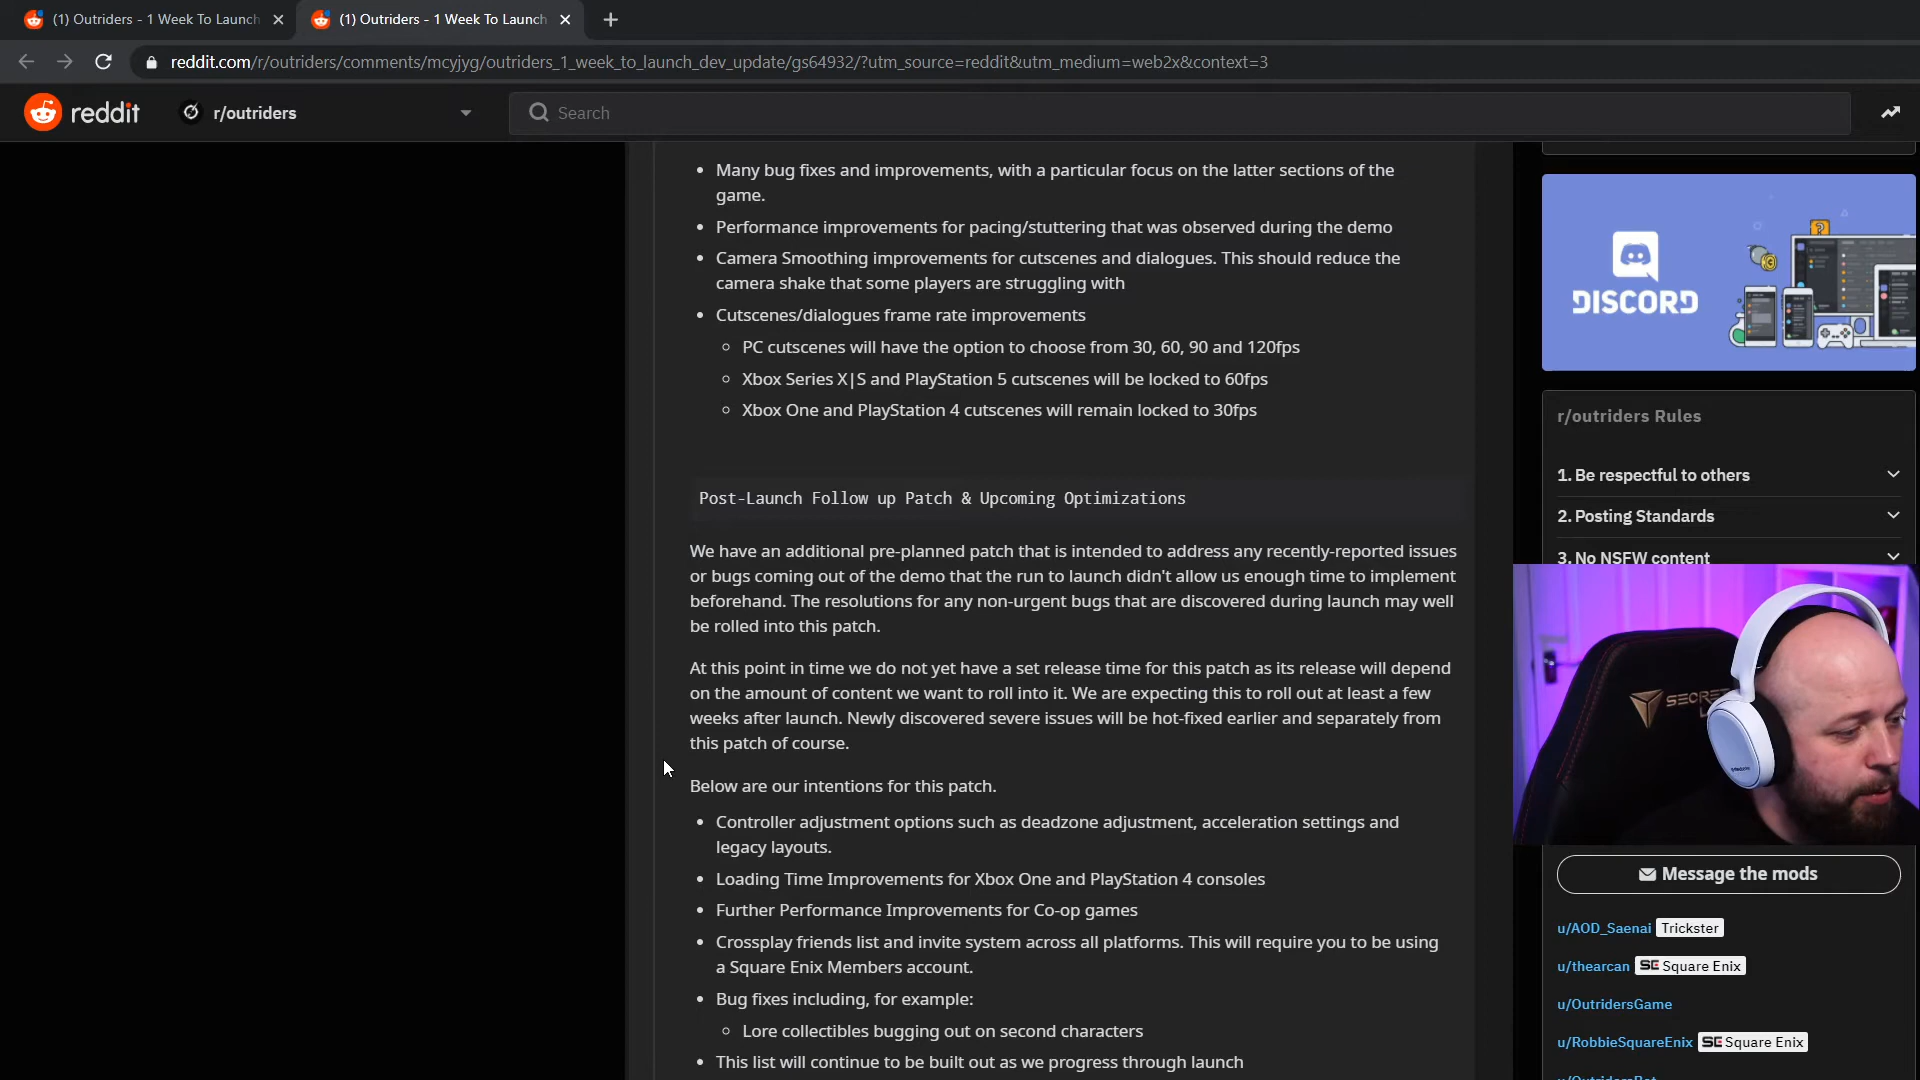 (1) Outriders - 1 Week To Launch
(1) Outriders - 1 Week To Launch
reddit.com/r/outriders/comments/mcyjyg/outriders_1_week_to_launch_dev_update/gs64932/?utm_source=reddit&utm_medium=web2x&context=3
reddit
r/outriders
Search
• Many bug fixes and improvements, with a particular focus on the latter sections of the
game.
• Performance improvements for pacing/stuttering that was observed during the demo
• Camera Smoothing improvements for cutscenes and dialogues. This should reduce the
camera shake that some players are struggling with
• Cutscenes/dialogues frame rate improvements
○ PC cutscenes will have the option to choose from 30, 60, 90 and 120fps
○ Xbox Series X|S and PlayStation 5 cutscenes will be locked to 60fps
○ Xbox One and PlayStation 4 cutscenes will remain locked to 30fps
Post-Launch Follow up Patch & Upcoming Optimizations
We have an additional pre-planned patch that is intended to address any recently-reported issues
or bugs coming out of the demo that the run to launch didn't allow us enough time to implement
beforehand. The resolutions for any non-urgent bugs that are discovered during launch may well
be rolled into this patch.
At this point in time we do not yet have a set release time for this patch as its release will depend
on the amount of content we want to roll into it. We are expecting this to roll out at least a few
weeks after launch. Newly discovered severe issues will be hot-fixed earlier and separately from
this patch of course.
Below are our intentions for this patch.
• Controller adjustment options such as deadzone adjustment, acceleration settings and
legacy layouts.
• Loading Time Improvements for Xbox One and PlayStation 4 consoles
• Further Performance Improvements for Co-op games
• Crossplay friends list and invite system across all platforms. This will require you to be using
a Square Enix Members account.
• Bug fixes including, for example:
○ Lore collectibles bugging out on second characters
• This list will continue to be built out as we progress through launch
DISCORD
r/outriders Rules
1. Be respectful to others
2. Posting Standards
3. No NSFW content
Message the mods
u/AOD_Saenai Trickster
u/thearcan SE Square Enix
u/OutridersGame
u/RobbieSquareEnix SE Square Enix